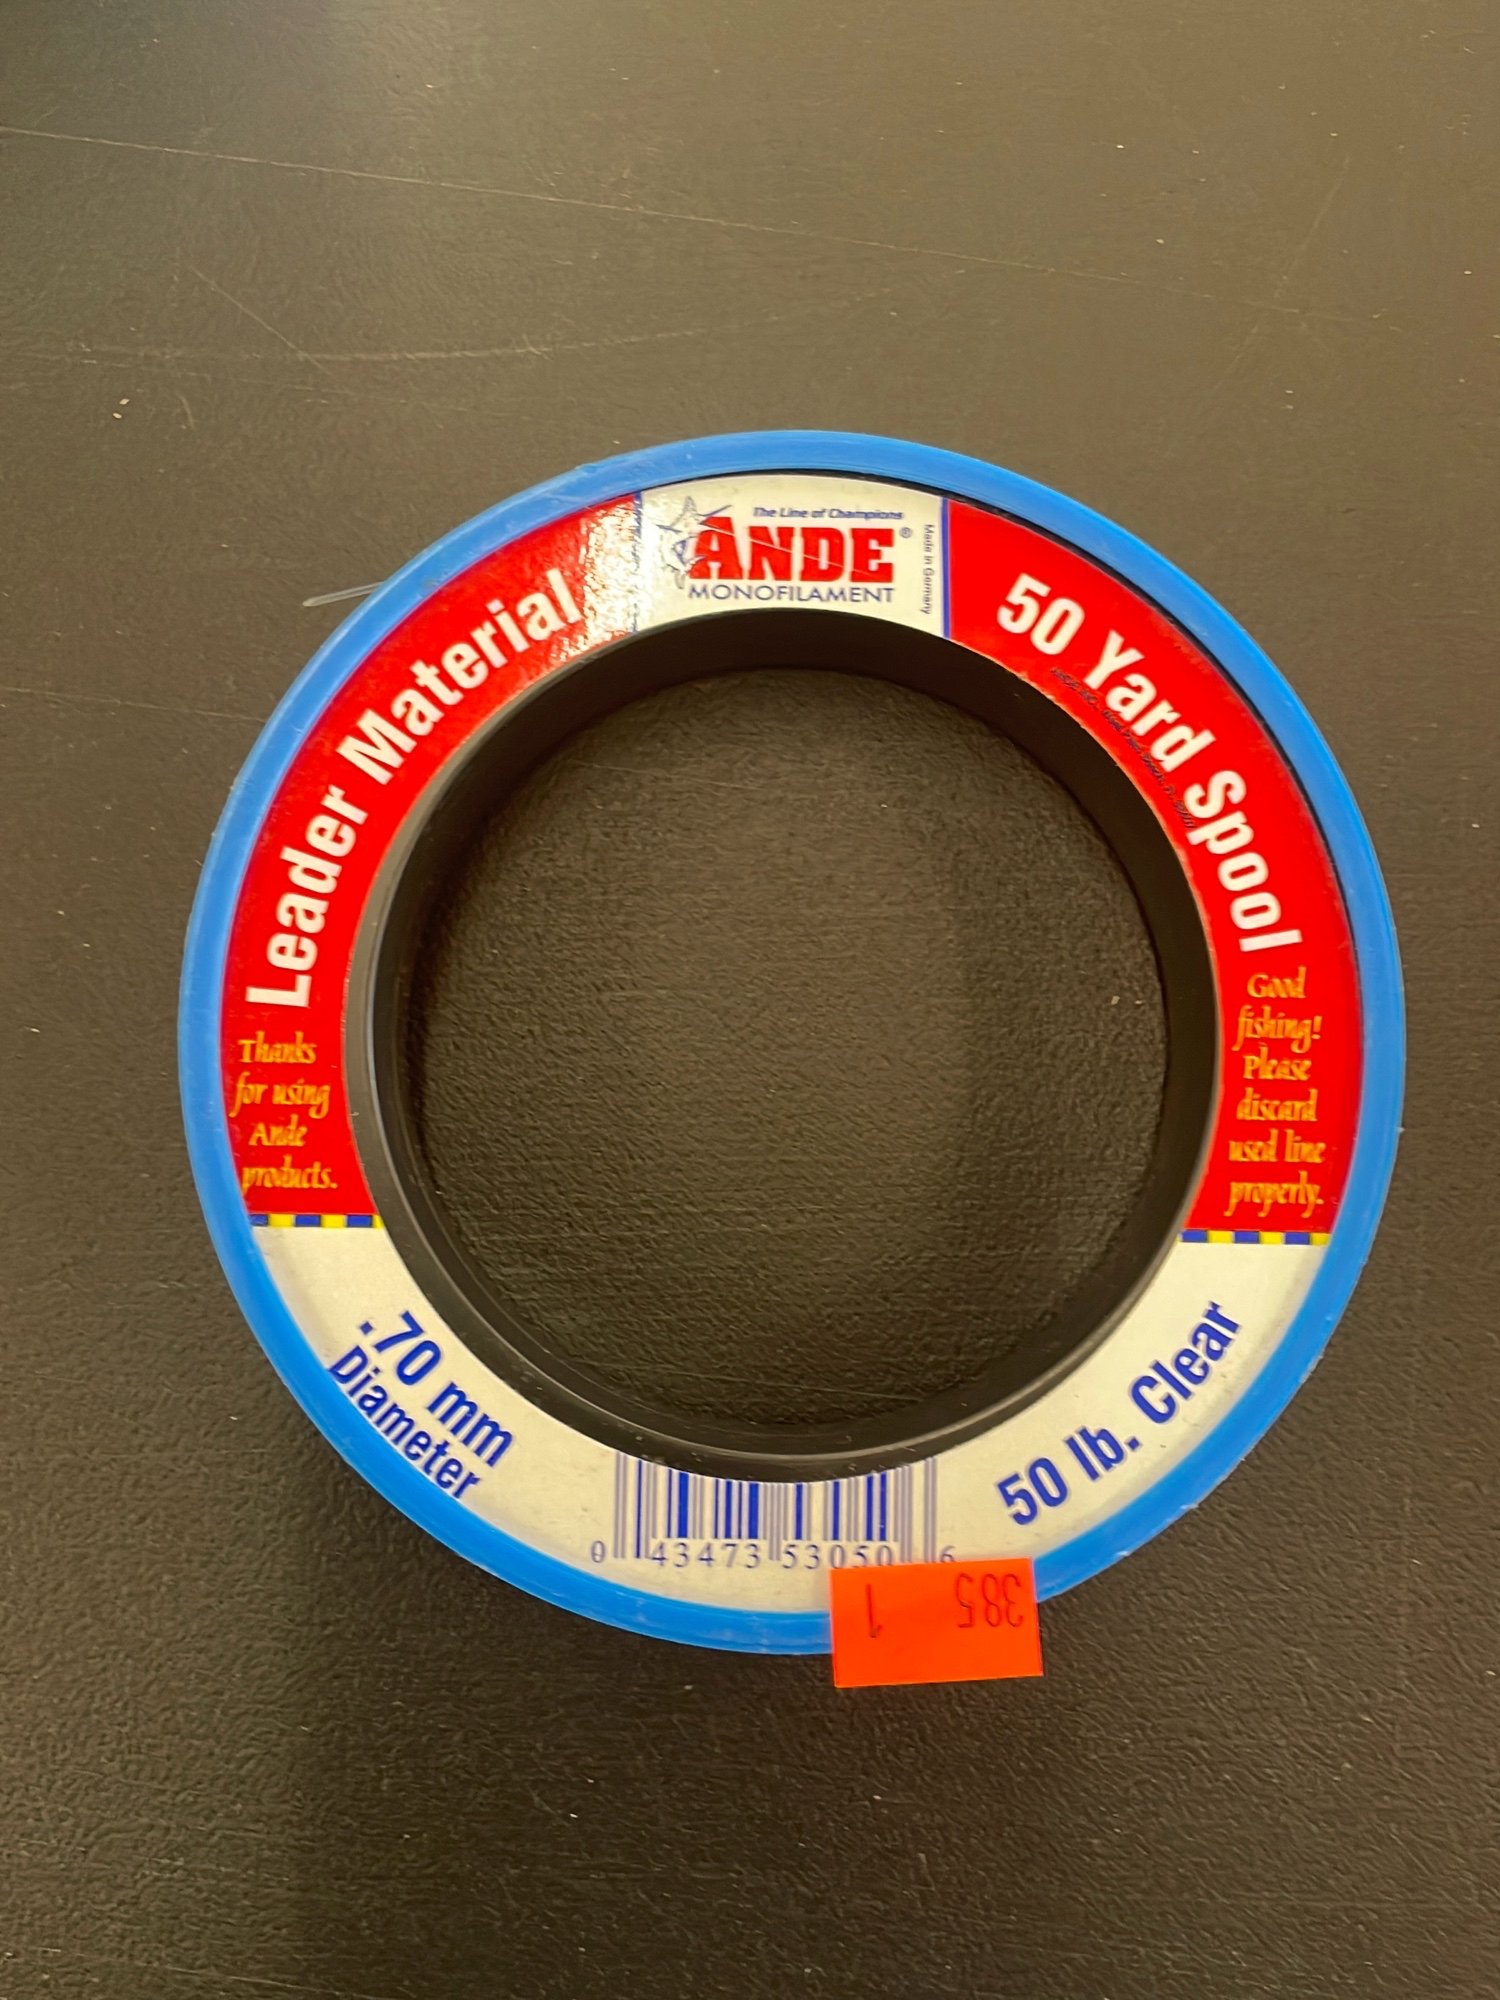 The Line of Champions
ANDE®
MONOFILAMENT
Made in Germany
Leader Material
50 Yard Spool
Thanks
for using
Ande
products.
Good
fishing!
Please
discard
used line
properly.
.70 mm
Diameter
50 lb. Clear
0 43473 53050 6
385
1